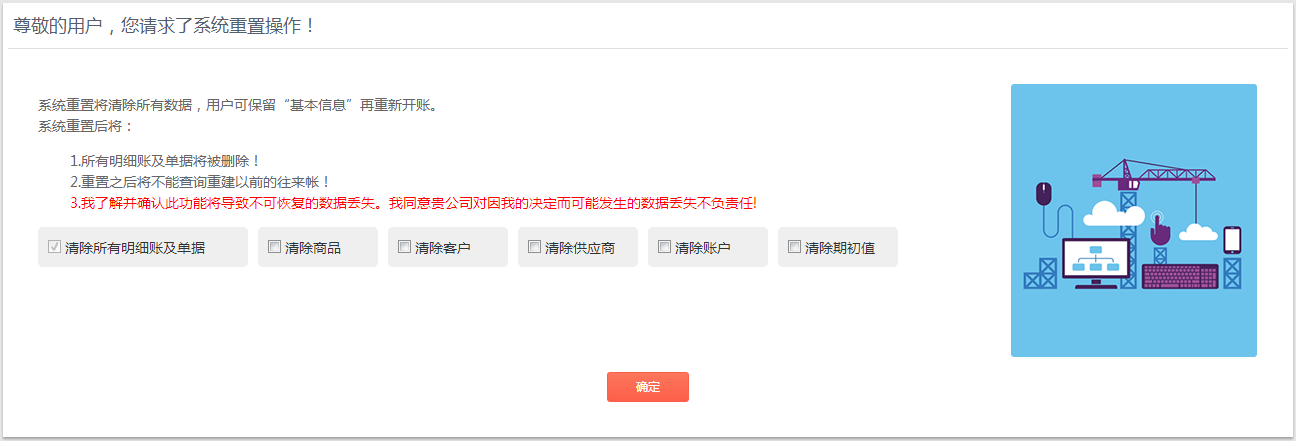 尊敬的用户，您请求了系统重置操作！
系统重置将清除所有数据，用户可保留“基本信息”再重新开账。
系统重置后将：
1.所有明细账及单据将被删除！
2.重置之后将不能查询重建以前的往来帐！
3.我了解并确认此功能将导致不可恢复的数据丢失。我同意贵公司对因我的决定而可能发生的数据丢失不负责任!
清除所有明细账及单据 清除商品 清除客户 清除供应商 清除账户 清除期初值
确定